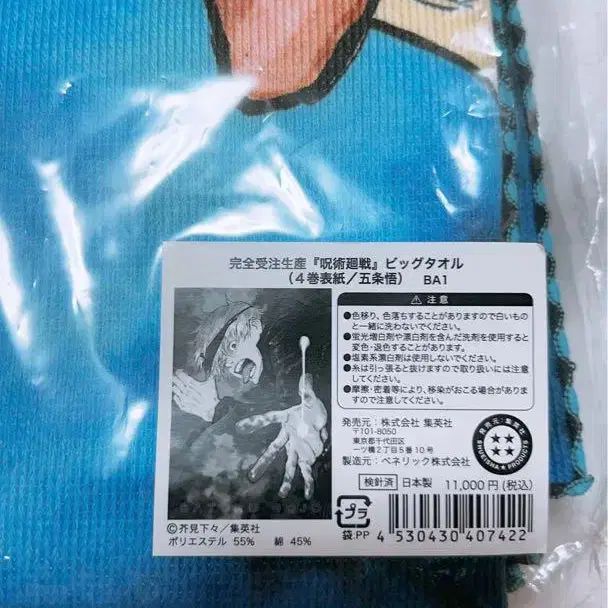 完全受注生産『呪術廻戦』ビッグタオル
(4巻表紙／五条悟) BA1
⚠ 注意
●色移り、色落ちすることがありますので白いもの
と一緒に洗わないでください。
●蛍光増白剤や漂白剤を含んだ洗剤を使用すると
変色・退色することがあります。
●塩素系漂白剤は使用しないでください。
●糸は引っ張ると抜けますので取り扱いには注意
してください。
●摩擦・密着等により、移染がおこる場合があります
ので注意してください。
発売元：株式会社 集英社
〒101-8050
東京都千代田区
一ツ橋2丁目5番10号
製造元：ベネリック株式会社
発売元：集英社
SHUEISHA★PRODUCTS
検針済 日本製 11,000円(税込)
©芥見下々／集英社
ポリエステル 55% 綿 45%
プラ
袋:PP
4 530430 407422